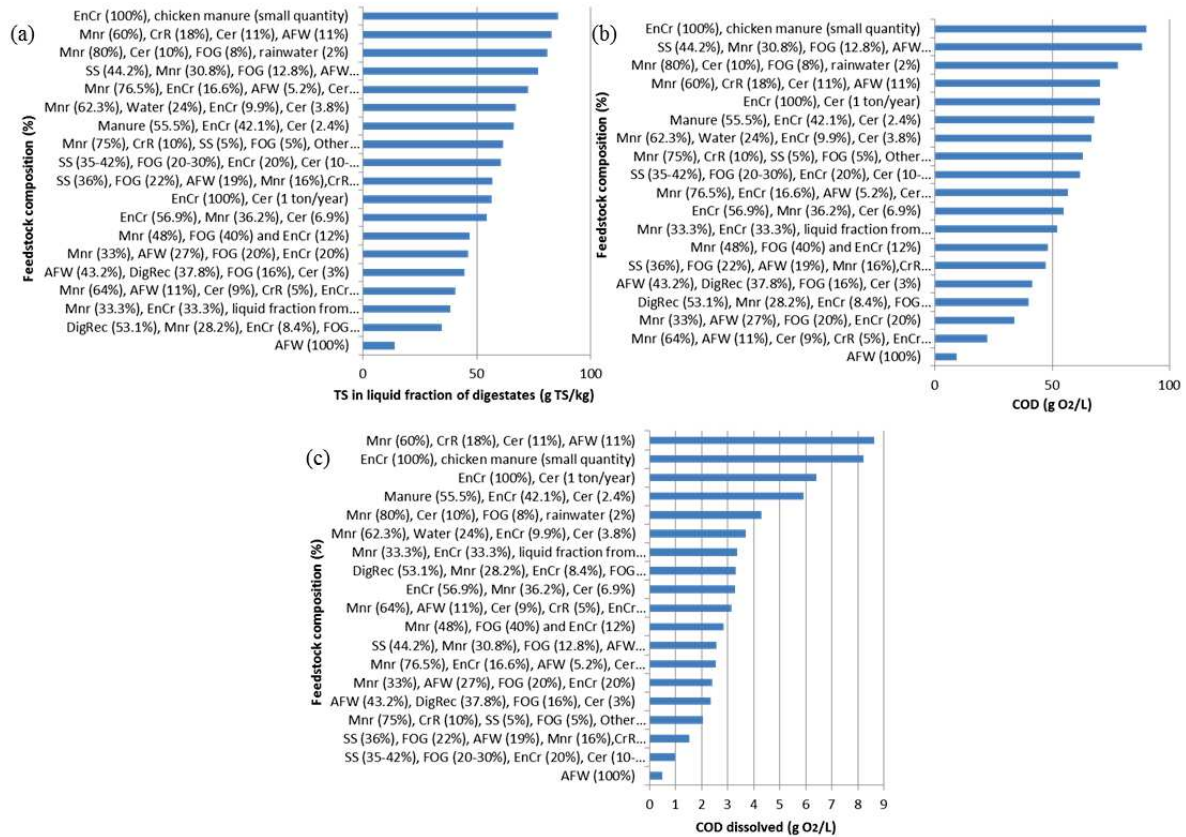 (a)
Feedstock composition (%)
EnCr (100%), chicken manure (small quantity)
Mnr (60%), CrR (18%), Cer (11%), AFW (11%)
Mnr (80%), Cer (10%), FOG (8%), rainwater (2%)
SS (44.2%), Mnr (30.8%), FOG (12.8%), AFW...
Mnr (76.5%), EnCr (16.6%), AFW (5.2%), Cer...
Mnr (62.3%), Water (24%), EnCr (9.9%), Cer (3.8%)
Manure (55.5%), EnCr (42.1%), Cer (2.4%)
Mnr (75%), CrR (10%), SS (5%), FOG (5%), Other...
SS (35-42%), FOG (20-30%), EnCr (20%), Cer (10-...
SS (36%), FOG (22%), AFW (19%), Mnr (16%),CrR...
EnCr (100%), Cer (1 ton/year)
EnCr (56.9%), Mnr (36.2%), Cer (6.9%)
Mnr (48%), FOG (40%) and EnCr (12%)
Mnr (33%), AFW (27%), FOG (20%), EnCr (20%)
AFW (43.2%), DigRec (37.8%), FOG (16%), Cer (3%)
Mnr (64%), AFW (11%), Cer (9%), CrR (5%), EnCr...
Mnr (33.3%), EnCr (33.3%), liquid fraction from...
DigRec (53.1%), Mnr (28.2%), EnCr (8.4%), FOG...
AFW (100%)
0 50 100
TS in liquid fraction of digestates (g TS/kg)
(b)
Feedstock composition (%)
EnCr (100%), chicken manure (small quantity)
SS (44.2%), Mnr (30.8%), FOG (12.8%), AFW...
Mnr (80%), Cer (10%), FOG (8%), rainwater (2%)
Mnr (60%), CrR (18%), Cer (11%), AFW (11%)
EnCr (100%), Cer (1 ton/year)
Manure (55.5%), EnCr (42.1%), Cer (2.4%)
Mnr (62.3%), Water (24%), EnCr (9.9%), Cer (3.8%)
Mnr (75%), CrR (10%), SS (5%), FOG (5%), Other...
SS (35-42%), FOG (20-30%), EnCr (20%), Cer (10-...
Mnr (76.5%), EnCr (16.6%), AFW (5.2%), Cer...
EnCr (56.9%), Mnr (36.2%), Cer (6.9%)
Mnr (33.3%), EnCr (33.3%), liquid fraction from...
Mnr (48%), FOG (40%) and EnCr (12%)
SS (36%), FOG (22%), AFW (19%), Mnr (16%),CrR...
AFW (43.2%), DigRec (37.8%), FOG (16%), Cer (3%)
DigRec (53.1%), Mnr (28.2%), EnCr (8.4%), FOG...
Mnr (33%), AFW (27%), FOG (20%), EnCr (20%)
Mnr (64%), AFW (11%), Cer (9%), CrR (5%), EnCr...
AFW (100%)
0 50 100
COD (g O2/L)
(c)
Feedstock composition (%)
Mnr (60%), CrR (18%), Cer (11%), AFW (11%)
EnCr (100%), chicken manure (small quantity)
EnCr (100%), Cer (1 ton/year)
Manure (55.5%), EnCr (42.1%), Cer (2.4%)
Mnr (80%), Cer (10%), FOG (8%), rainwater (2%)
Mnr (62.3%), Water (24%), EnCr (9.9%), Cer (3.8%)
Mnr (33.3%), EnCr (33.3%), liquid fraction from...
DigRec (53.1%), Mnr (28.2%), EnCr (8.4%), FOG...
EnCr (56.9%), Mnr (36.2%), Cer (6.9%)
Mnr (64%), AFW (11%), Cer (9%), CrR (5%), EnCr...
Mnr (48%), FOG (40%) and EnCr (12%)
SS (44.2%), Mnr (30.8%), FOG (12.8%), AFW...
Mnr (76.5%), EnCr (16.6%), AFW (5.2%), Cer...
Mnr (33%), AFW (27%), FOG (20%), EnCr (20%)
AFW (43.2%), DigRec (37.8%), FOG (16%), Cer (3%)
Mnr (75%), CrR (10%), SS (5%), FOG (5%), Other...
SS (36%), FOG (22%), AFW (19%), Mnr (16%),CrR...
SS (35-42%), FOG (20-30%), EnCr (20%), Cer (10-...
AFW (100%)
0 1 2 3 4 5 6 7 8 9
COD dissolved (g O2/L)